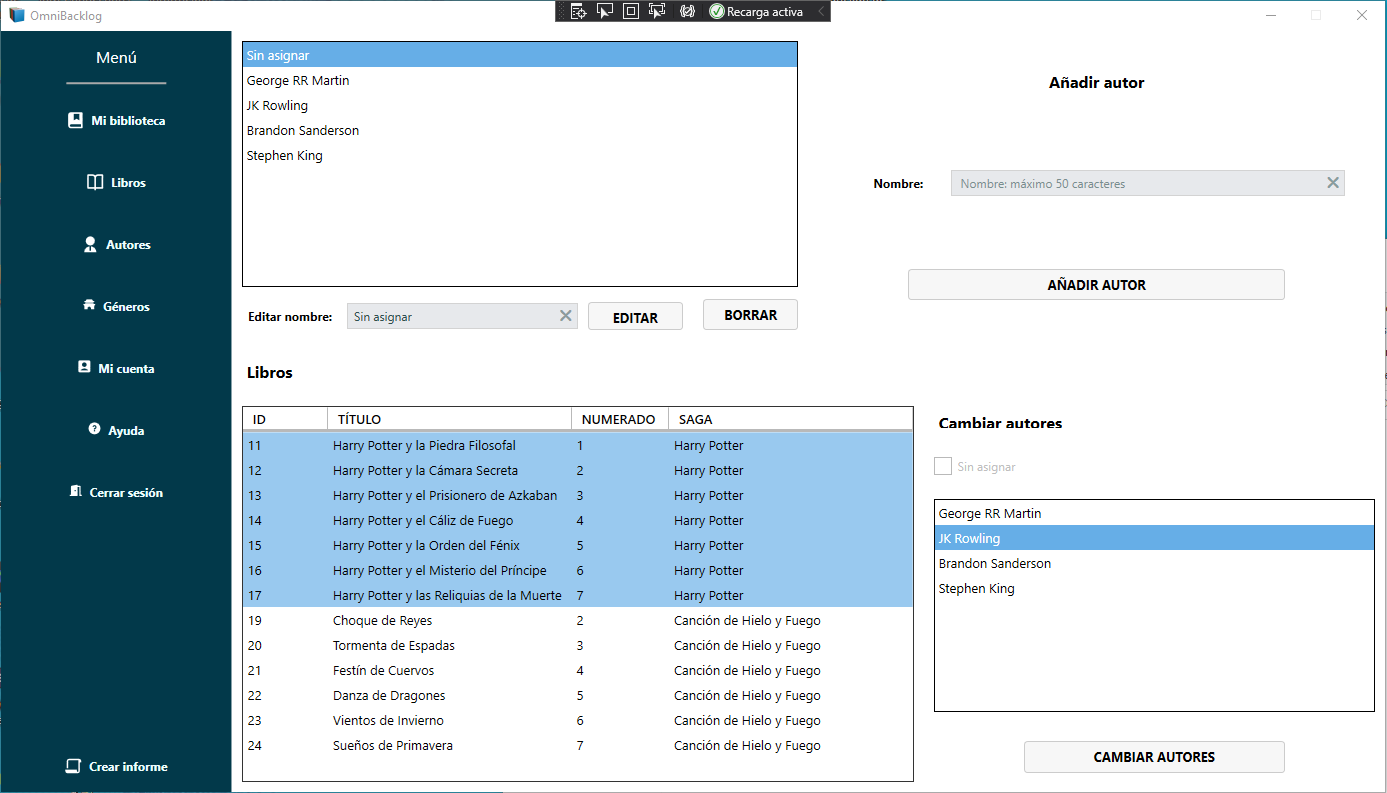 OmniBacklog
Recarga activa
Menú
Mi biblioteca
Libros
Autores
Géneros
Mi cuenta
Ayuda
Cerrar sesión
Crear informe
Sin asignar
George RR Martin
JK Rowling
Brandon Sanderson
Stephen King
Editar nombre: Sin asignar EDITAR BORRAR
Añadir autor
Nombre: Nombre: máximo 50 caracteres
AÑADIR AUTOR
Libros
ID TÍTULO NUMERADO SAGA
11 Harry Potter y la Piedra Filosofal 1 Harry Potter
12 Harry Potter y la Cámara Secreta 2 Harry Potter
13 Harry Potter y el Prisionero de Azkaban 3 Harry Potter
14 Harry Potter y el Cáliz de Fuego 4 Harry Potter
15 Harry Potter y la Orden del Fénix 5 Harry Potter
16 Harry Potter y el Misterio del Príncipe 6 Harry Potter
17 Harry Potter y las Reliquias de la Muerte 7 Harry Potter
19 Choque de Reyes 2 Canción de Hielo y Fuego
20 Tormenta de Espadas 3 Canción de Hielo y Fuego
21 Festín de Cuervos 4 Canción de Hielo y Fuego
22 Danza de Dragones 5 Canción de Hielo y Fuego
23 Vientos de Invierno 6 Canción de Hielo y Fuego
24 Sueños de Primavera 7 Canción de Hielo y Fuego
Cambiar autores
Sin asignar
George RR Martin
JK Rowling
Brandon Sanderson
Stephen King
CAMBIAR AUTORES